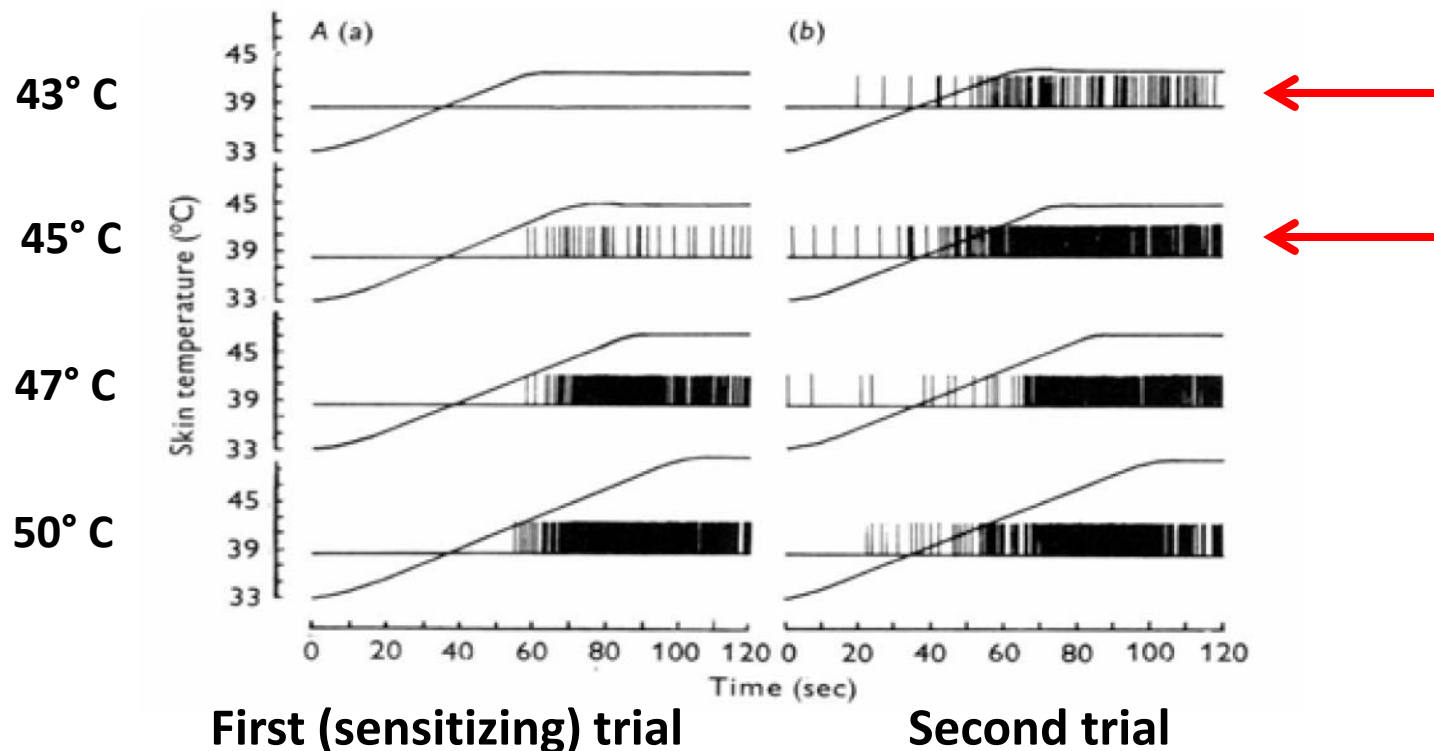 A (a)
(b)
43° C
45
39
33
45° C
45
39
33
47° C
45
39
33
50° C
45
39
33
Skin temperature (°C)
0 20 40 60 80 100 120
0 20 40 60 80 100 120
Time (sec)
First (sensitizing) trial
Second trial